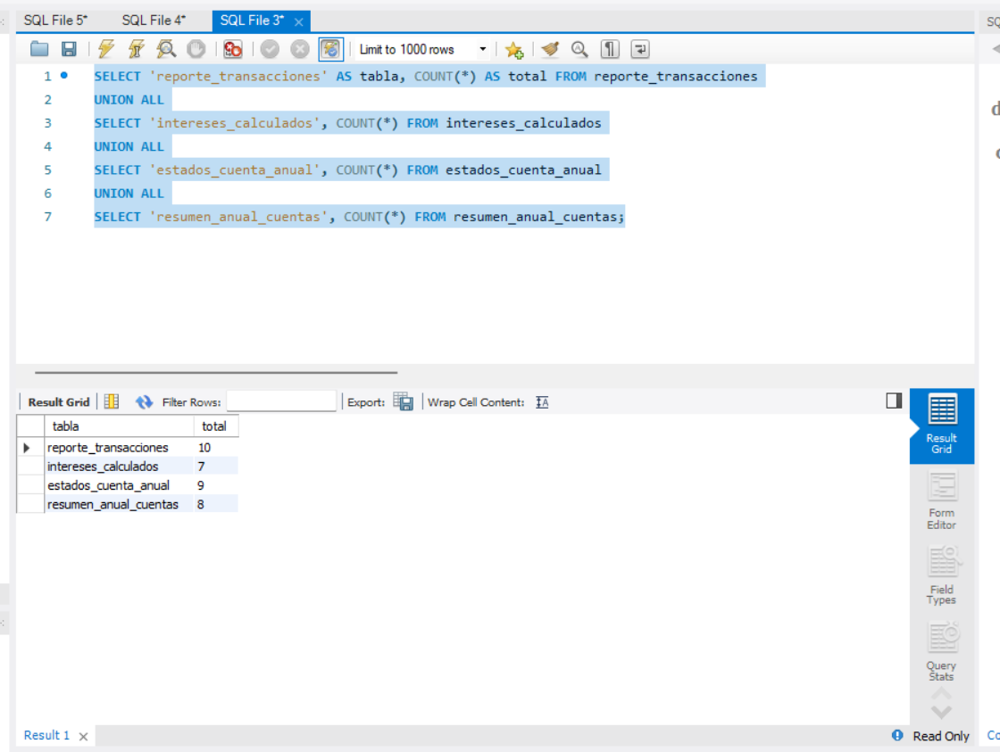 SQL File 5*    SQL File 4*    SQL File 3*    SQ
Limit to 1000 rows
1 SELECT 'reporte_transacciones' AS tabla, COUNT(*) AS total FROM reporte_transacciones
2 UNION ALL
3 SELECT 'intereses_calculados', COUNT(*) FROM intereses_calculados
4 UNION ALL
5 SELECT 'estados_cuenta_anual', COUNT(*) FROM estados_cuenta_anual
6 UNION ALL
7 SELECT 'resumen_anual_cuentas', COUNT(*) FROM resumen_anual_cuentas;
Result Grid    Filter Rows:    Export:    Wrap Cell Content:
tabla    total
reporte_transacciones    10
intereses_calculados    7
estados_cuenta_anual    9
resumen_anual_cuentas    8
Result
Grid
Form
Editor
Field
Types
Query
Stats
Result 1    Read Only    Co